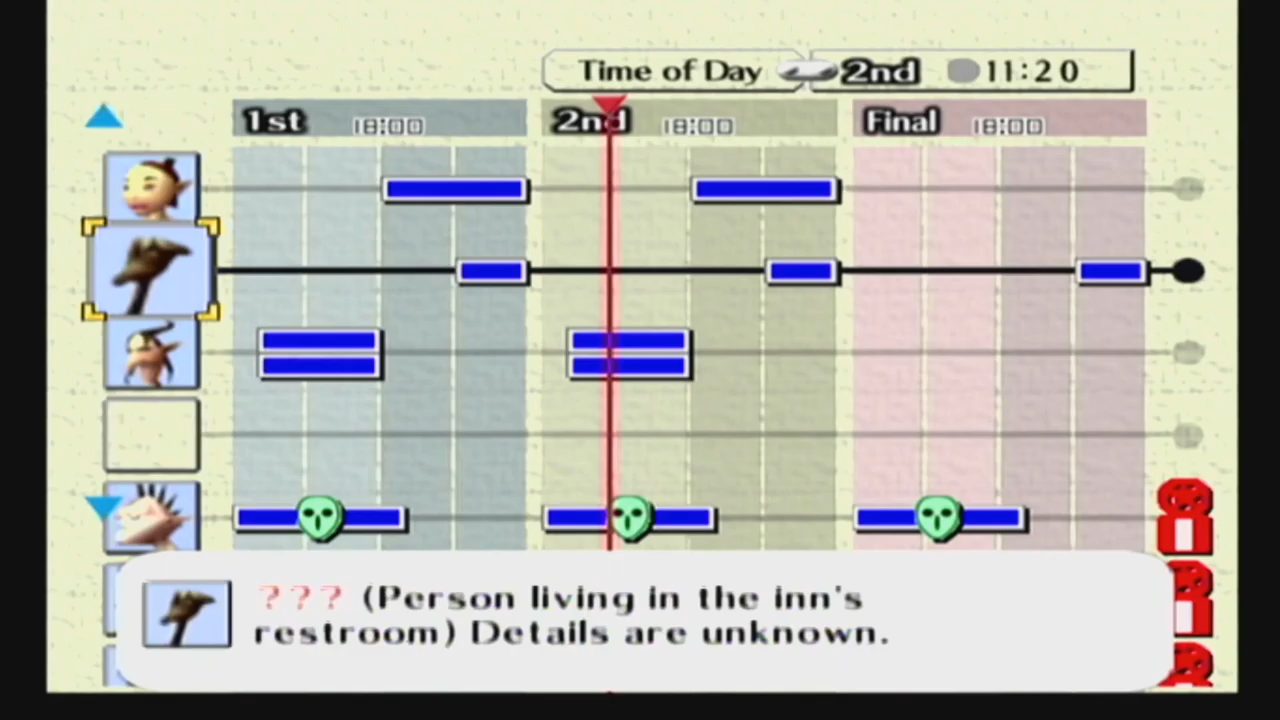 Time of Day 2nd 11:20
1st 18:00 2nd 18:00 Final 18:00
??? (Person living in the inn's
restroom) Details are unknown.